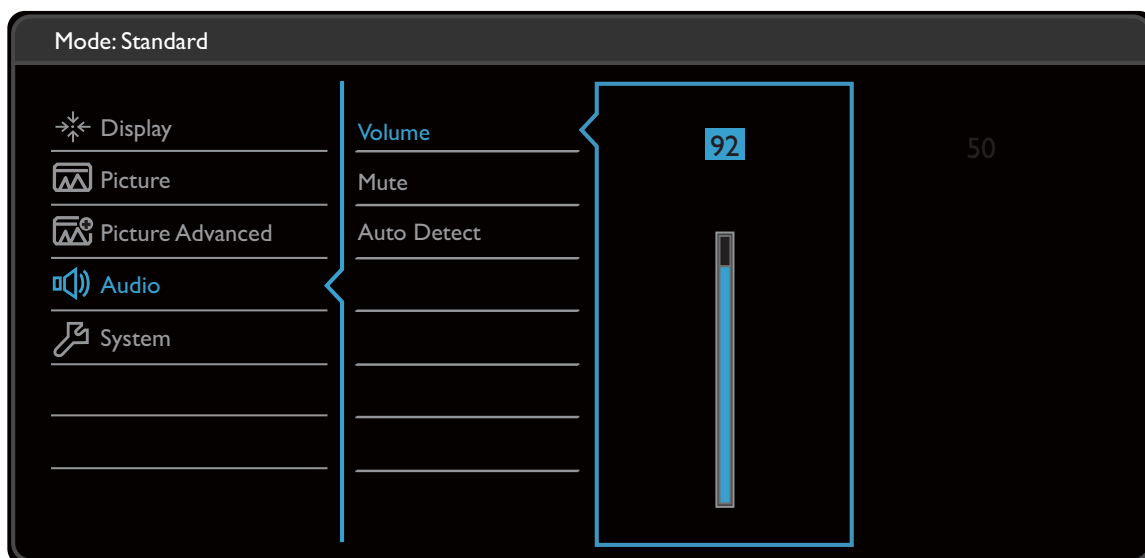 Mode: Standard
Display
Picture
Picture Advanced
Audio
System
Volume
Mute
Auto Detect
92
50